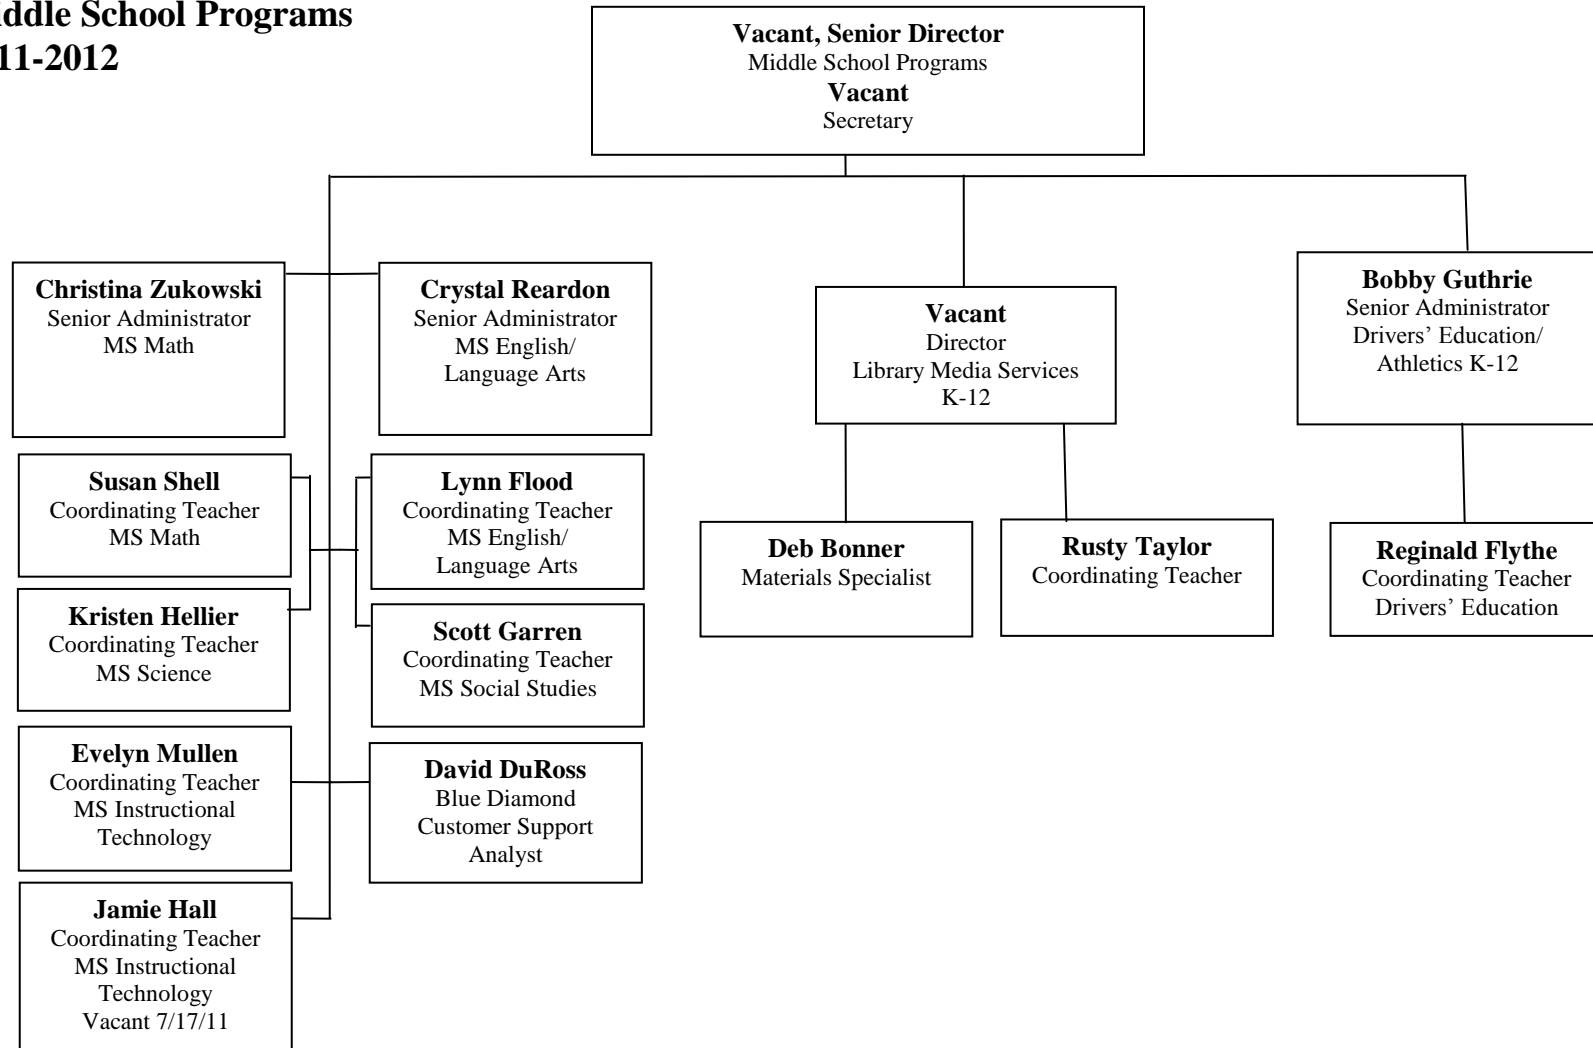 iddle School Programs
11-2012
Vacant, Senior Director
Middle School Programs
Vacant
Secretary
Christina Zukowski
Senior Administrator
MS Math
Crystal Reardon
Senior Administrator
MS English/
Language Arts
Vacant
Director
Library Media Services
K-12
Bobby Guthrie
Senior Administrator
Drivers’ Education/
Athletics K-12
Susan Shell
Coordinating Teacher
MS Math
Lynn Flood
Coordinating Teacher
MS English/
Language Arts
Deb Bonner
Materials Specialist
Rusty Taylor
Coordinating Teacher
Reginald Flythe
Coordinating Teacher
Drivers’ Education
Kristen Hellier
Coordinating Teacher
MS Science
Scott Garren
Coordinating Teacher
MS Social Studies
Evelyn Mullen
Coordinating Teacher
MS Instructional
Technology
David DuRoss
Blue Diamond
Customer Support
Analyst
Jamie Hall
Coordinating Teacher
MS Instructional
Technology
Vacant 7/17/11